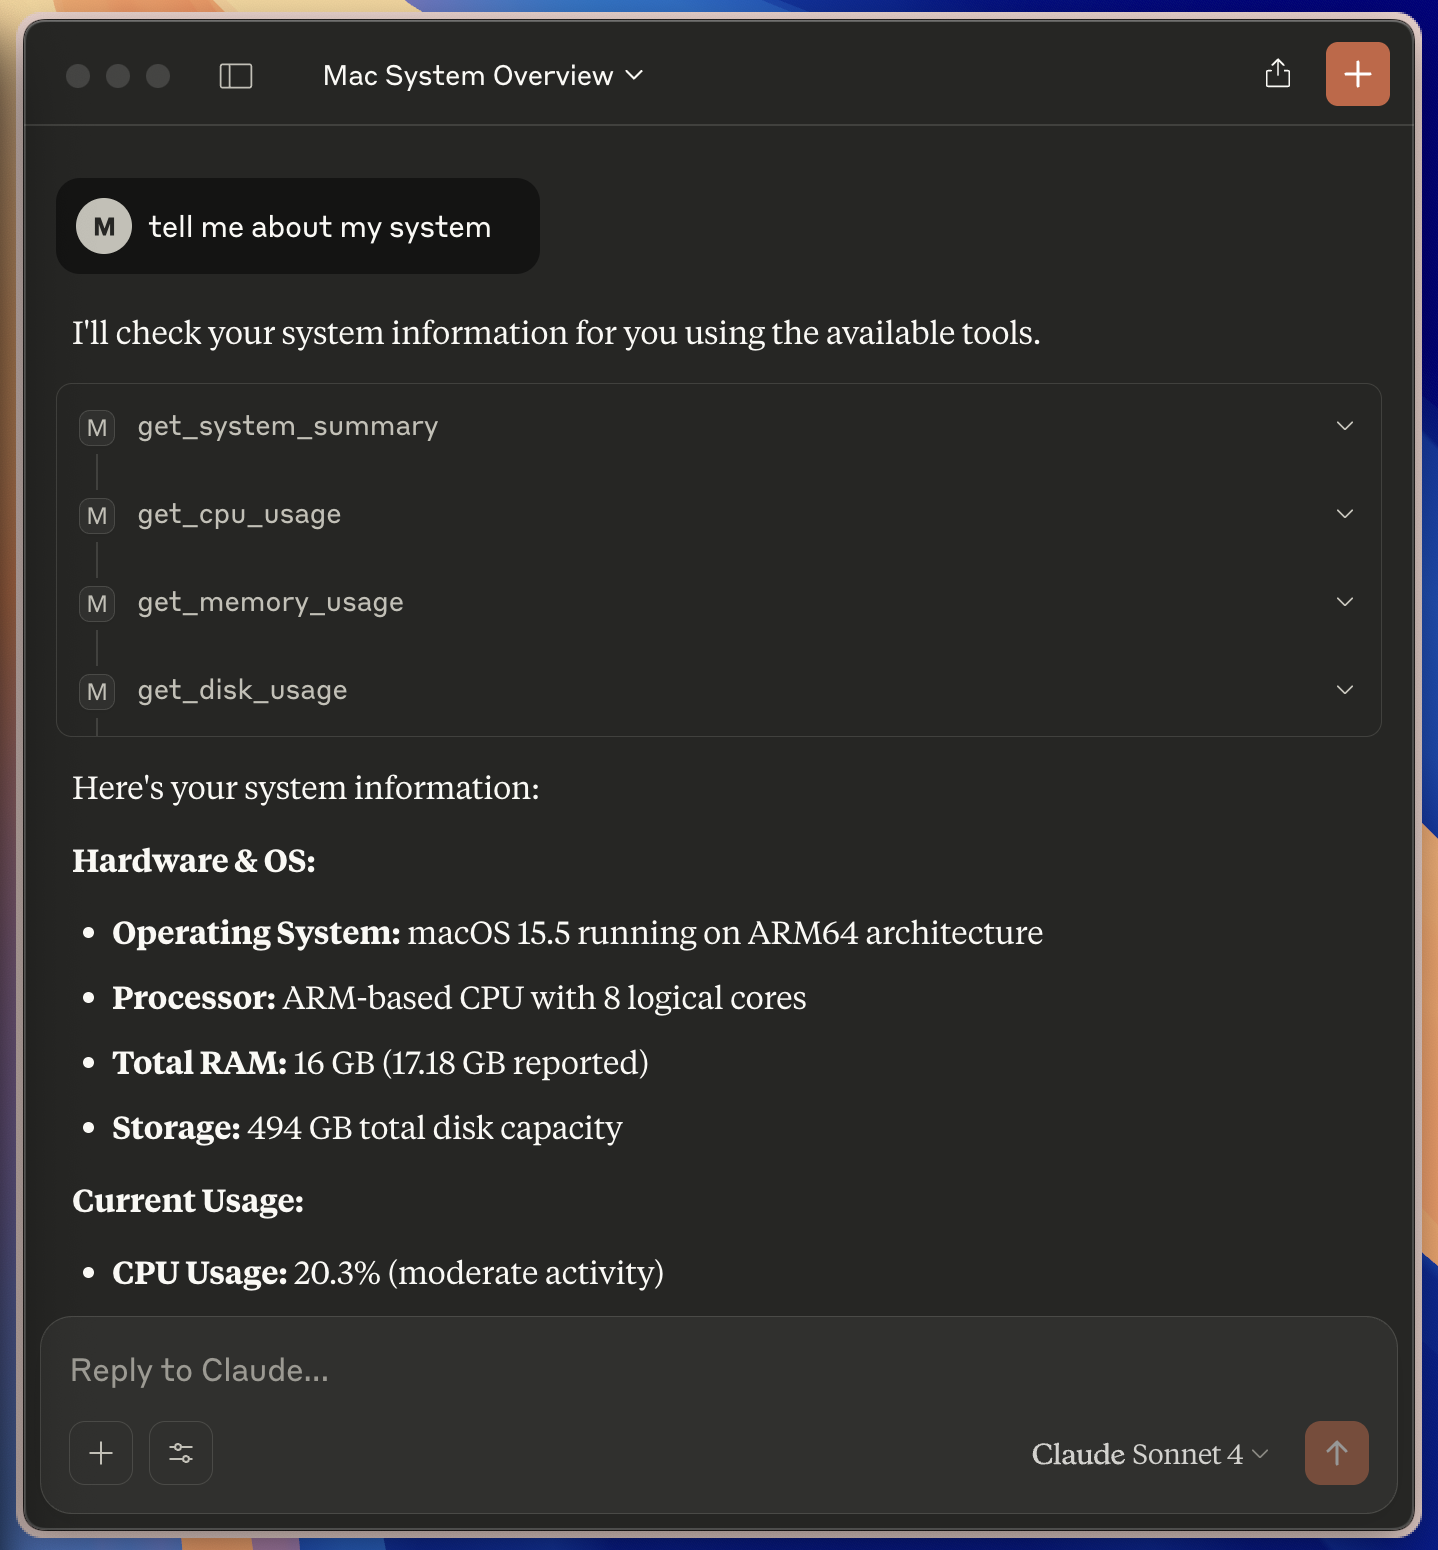 Mac System Overview
M tell me about my system
I'll check your system information for you using the available tools.
M get_system_summary
M get_cpu_usage
M get_memory_usage
M get_disk_usage
Here's your system information:
Hardware & OS:
• Operating System: macOS 15.5 running on ARM64 architecture
• Processor: ARM-based CPU with 8 logical cores
• Total RAM: 16 GB (17.18 GB reported)
• Storage: 494 GB total disk capacity
Current Usage:
• CPU Usage: 20.3% (moderate activity)
Reply to Claude...
Claude Sonnet 4